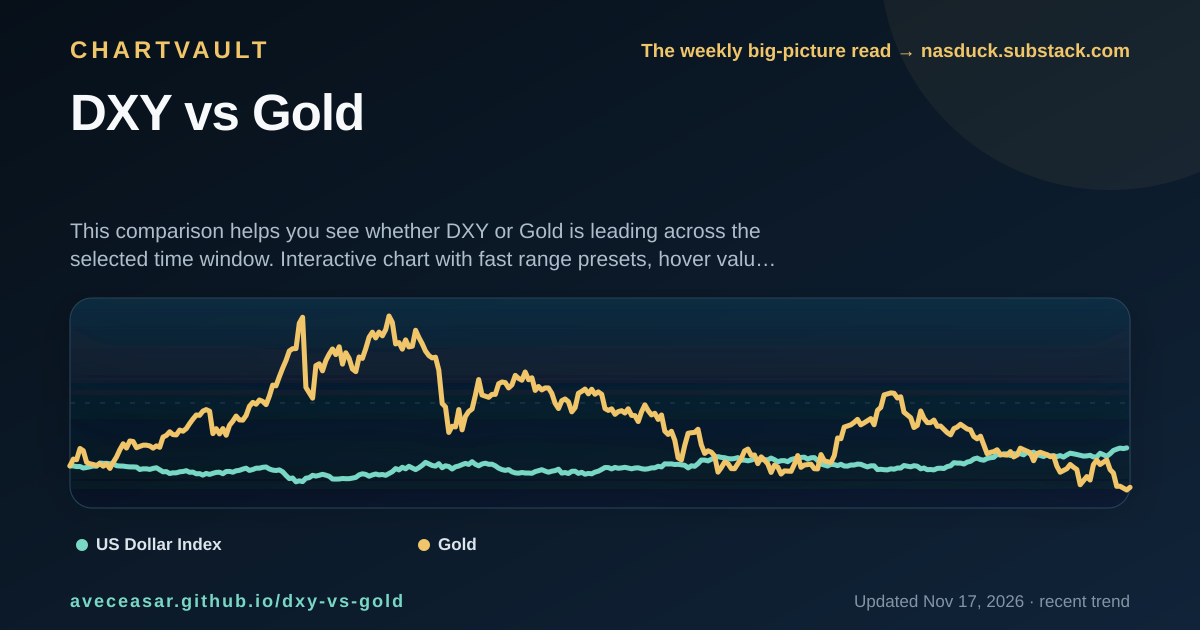 CHARTVAULT
The weekly big-picture read → nasduck.substack.com
DXY vs Gold
This comparison helps you see whether DXY or Gold is leading across the
selected time window. Interactive chart with fast range presets, hover valu…
US Dollar Index
Gold
aveceasar.github.io/dxy-vs-gold
Updated Nov 17, 2026 · recent trend